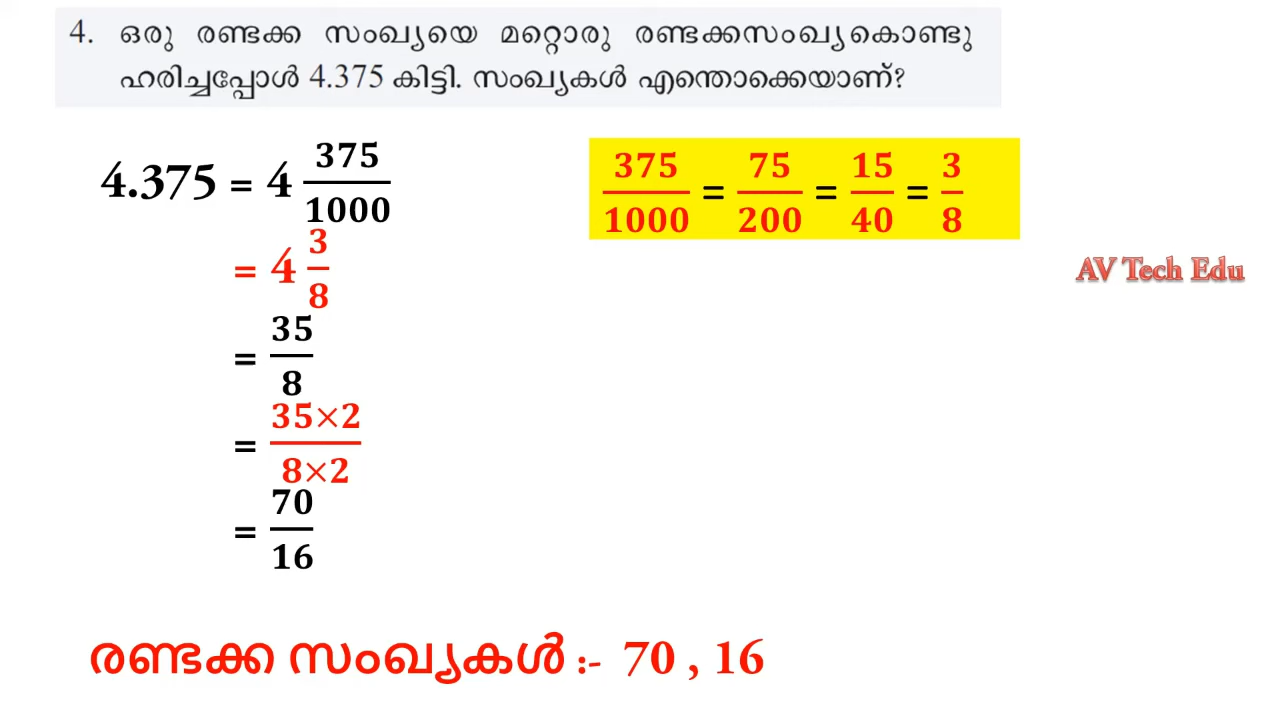 4. ഒരു രണ്ടക്ക സംഖ്യയെ മറ്റൊരു രണ്ടക്കസംഖ്യകൊണ്ടു
ഹരിച്ചപ്പോൾ 4.375 കിട്ടി. സംഖ്യകൾ എന്തൊക്കെയാണ്?
4.375 = 4 375/1000
375/1000 = 75/200 = 15/40 = 3/8
= 4 3/8
AV Tech Edu
= 35/8
= 35×2/8×2
= 70/16
രണ്ടക്ക സംഖ്യകൾ :- 70 , 16